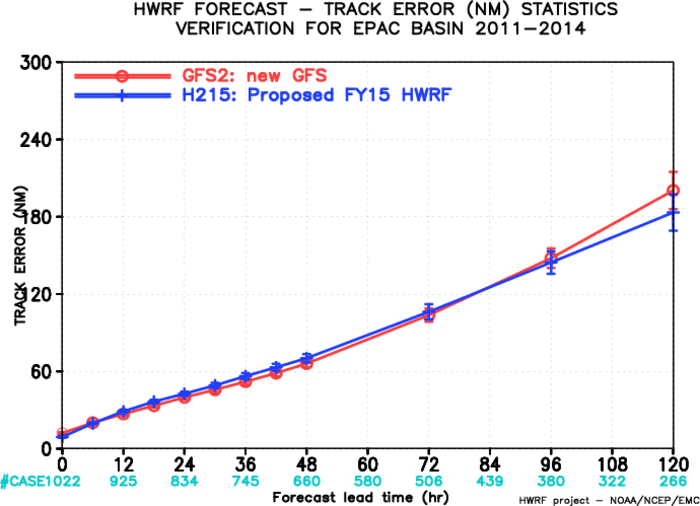 HWRF FORECAST – TRACK ERROR (NM) STATISTICS
VERIFICATION FOR EPAC BASIN 2011–2014
GFS2: new GFS
H215: Proposed FY15 HWRF
TRACK ERROR (NM)
300
240
180
120
60
0
0 12 24 36 48 60 72 84 96 108 120
#CASE1022 925 834 745 660 580 506 439 380 322 266
Forecast lead time (hr)
HWRF project – NOAA/NCEP/EMC